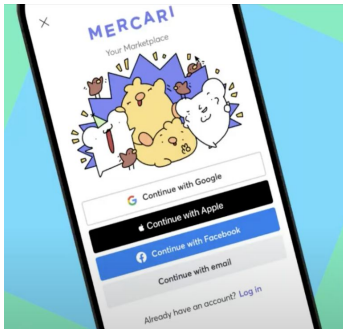 MERCARI
Your Marketplace
Continue with Google
Continue with Apple
Continue with Facebook
Continue with email
Already have an account? Log in